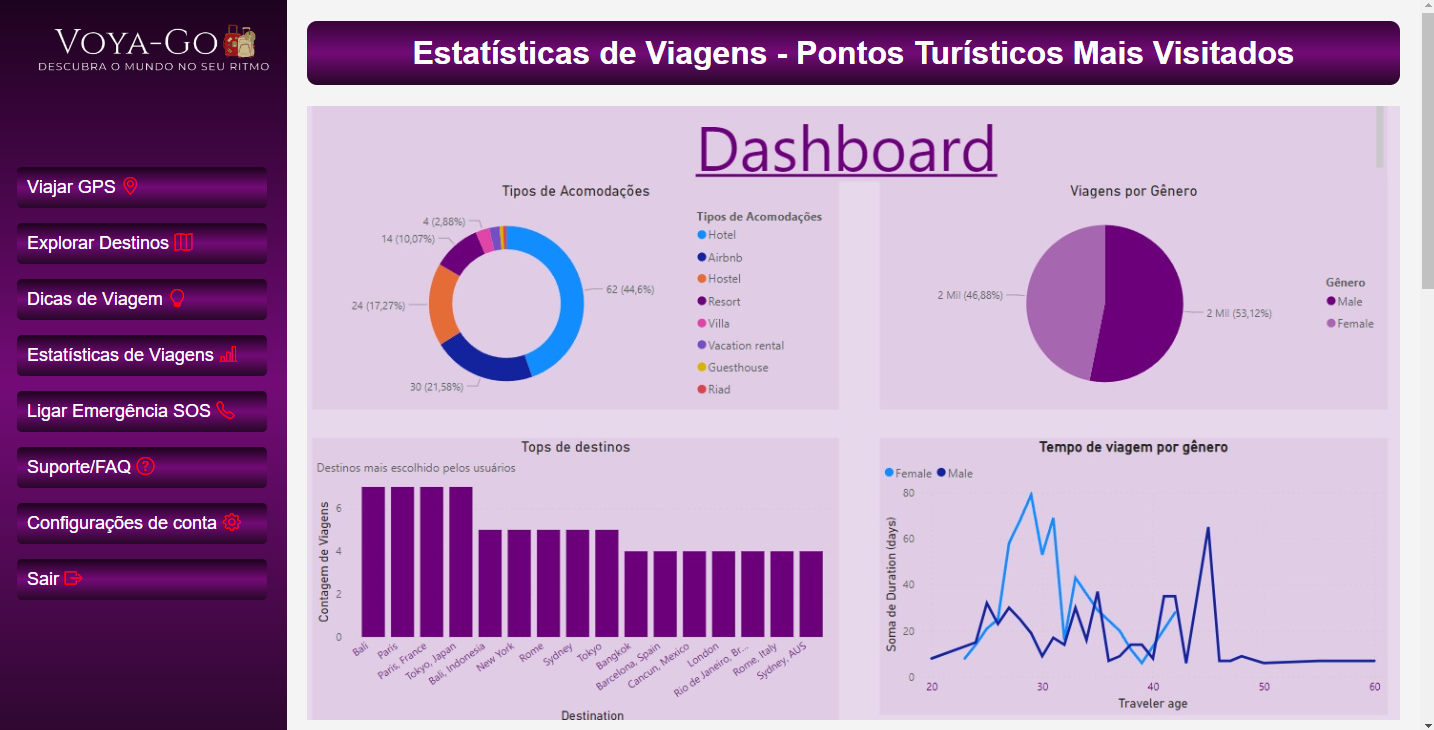 VOYA-GO
DESCUBRA O MUNDO NO SEU RITMO
Viajar GPS
Explorar Destinos
Dicas de Viagem
Estatísticas de Viagens
Ligar Emergência SOS
Suporte/FAQ
Configurações de conta
Sair
Estatísticas de Viagens - Pontos Turísticos Mais Visitados
Dashboard
Tipos de Acomodações
4 (2,88%)
14 (10,07%)
24 (17,27%)
30 (21,58%)
62 (44,6%)
Tipos de Acomodações
Hotel
Airbnb
Hostel
Resort
Villa
Vacation rental
Guesthouse
Riad
Viagens por Gênero
2 Mil (46,88%)
2 Mil (53,12%)
Gênero
Male
Female
Tops de destinos
Destinos mais escolhido pelos usuários
Contagem de Viagens
6
4
2
0
Bali
Paris
Paris, France
Tokyo, Japan
Bali, Indonesia
New York
Rome
Sydney
Tokyo
Bangkok
Barcelona, Spain
Cancun, Mexico
London
Rio de Janeiro, Br...
Rome, Italy
Sydney, AUS
Destination
Tempo de viagem por gênero
Female Male
Soma de Duration (days)
80
60
40
20
0
20 30 40 50 60
Traveler age